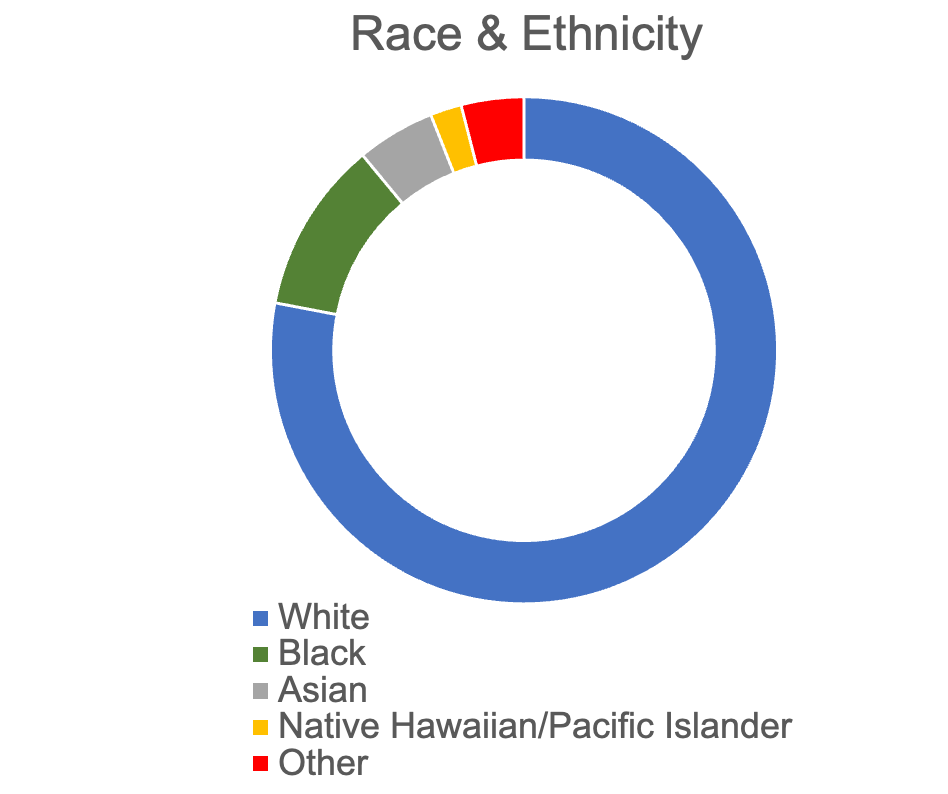 Race & Ethnicity
White
Black
Asian
Native Hawaiian/Pacific Islander
Other